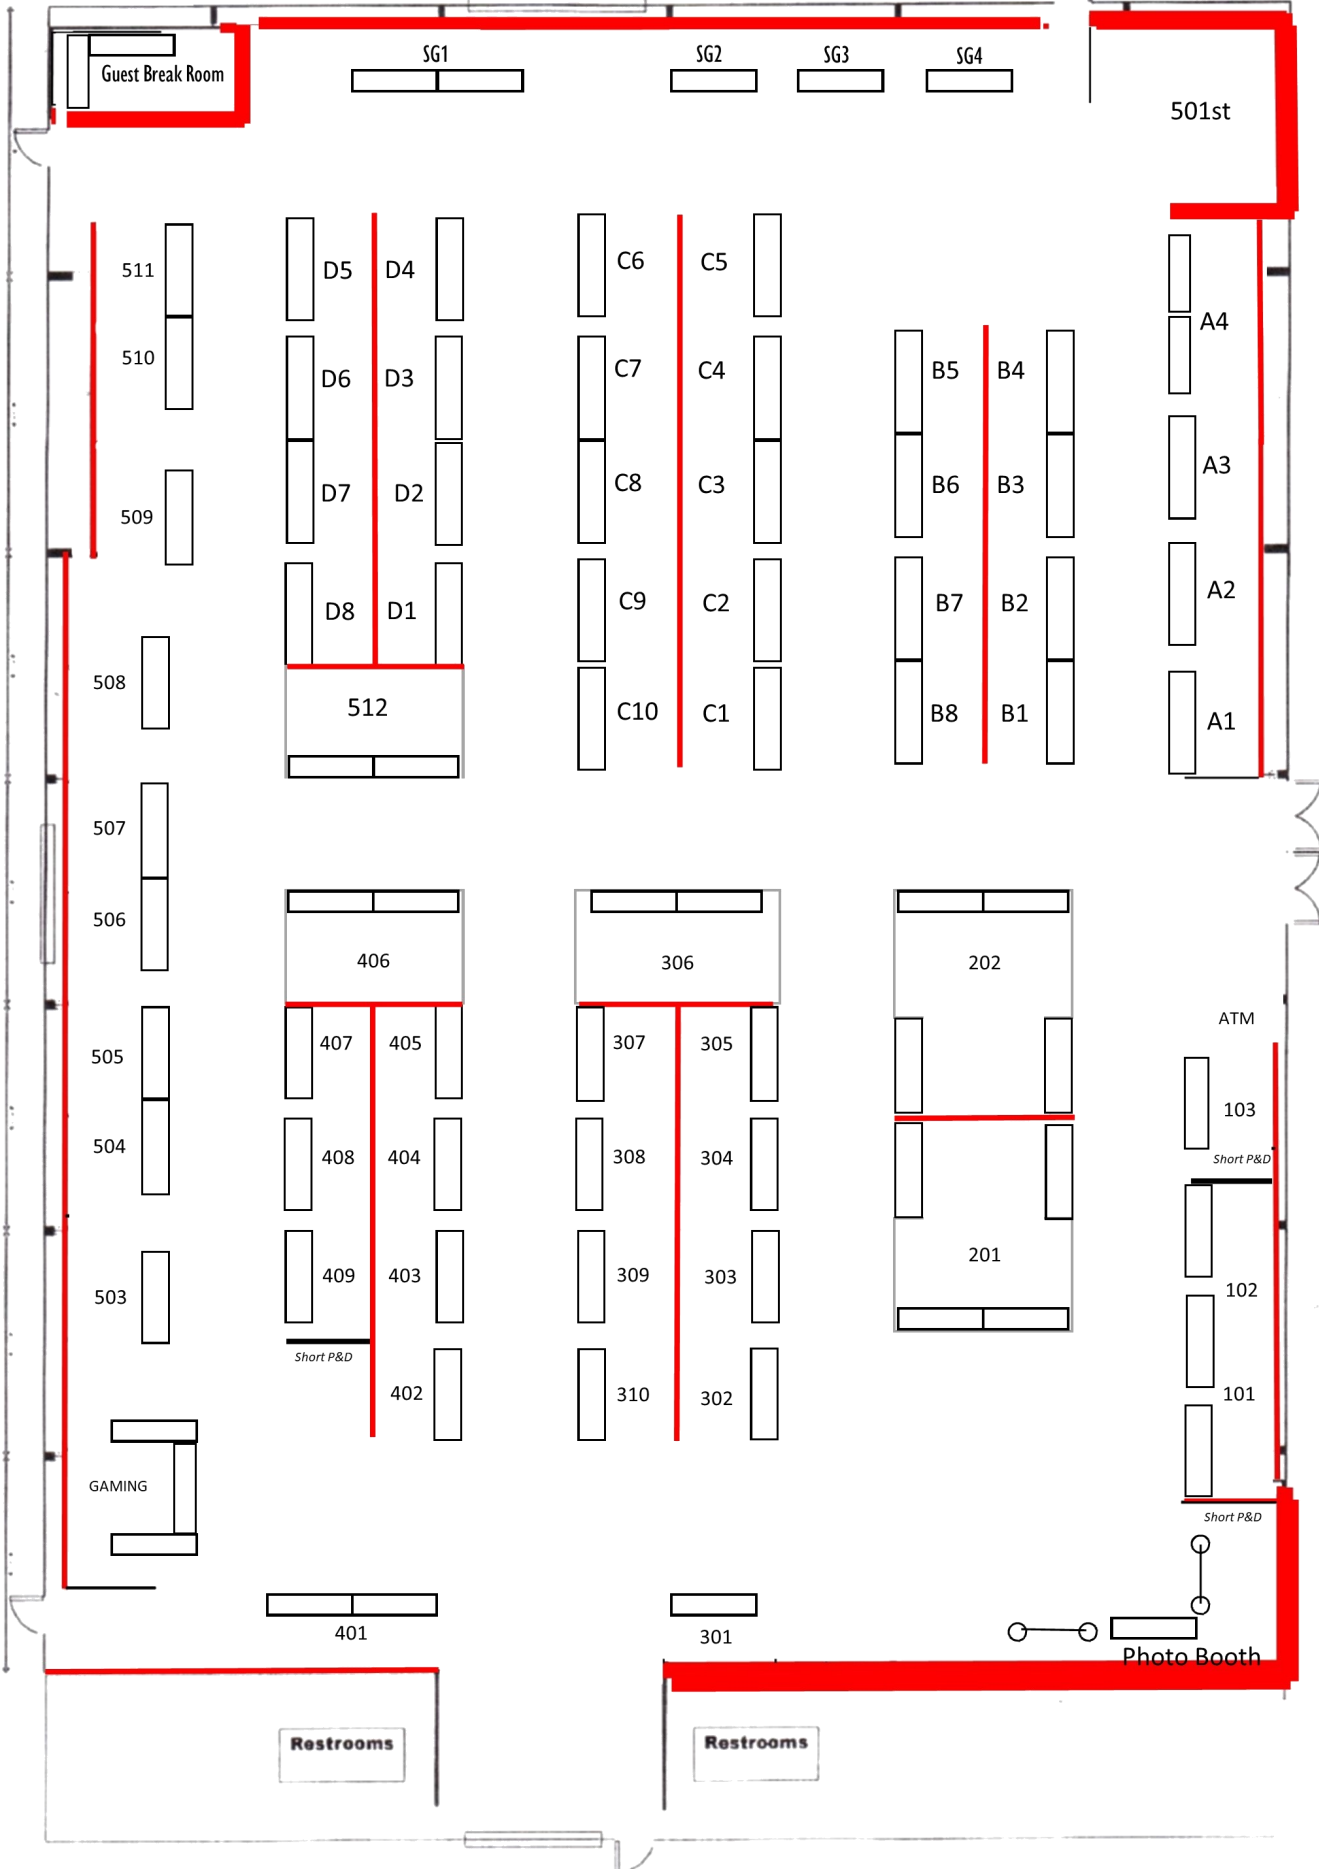 SG1 SG2 SG3 SG4
Guest Break Room
501st
D5 D4 C6 C5
511
A4
510
D6 D3 C7 C4 B5 B4
A3
D7 D2 C8 C3 B6 B3
509
A2
D8 D1 C9 C2 B7 B2
508
512 C10 C1 B8 B1 A1
507
506
406 306 202
ATM
407 405 307 305
505
103
504
408 404 308 304
Short P&D
201
409 403 309 303
503 102
Short P&D
402 310 302 101
GAMING
Short P&D
401 301
Photo Booth
Restrooms Restrooms